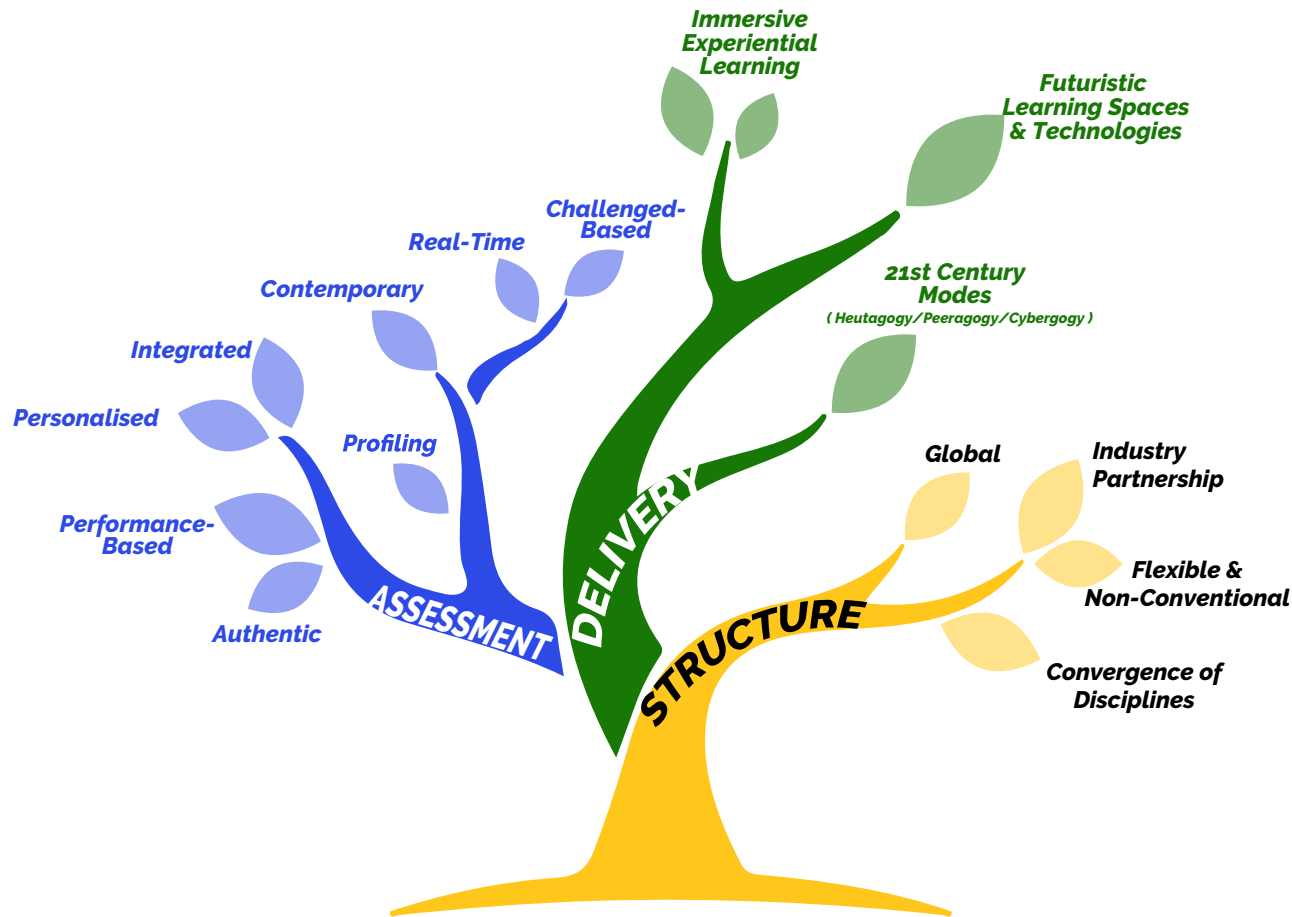 Immersive
Experiential
Learning
Futuristic
Learning Spaces
& Technologies
Challenged-
Based
Real-Time
Contemporary
21st Century
Modes
( Heutagogy/Peeragogy/Cybergogy )
Integrated
Personalised
Profiling
Performance-
Based
Authentic
ASSESSMENT
DELIVERY
STRUCTURE
Global
Industry
Partnership
Flexible &
Non-Conventional
Convergence of
Disciplines